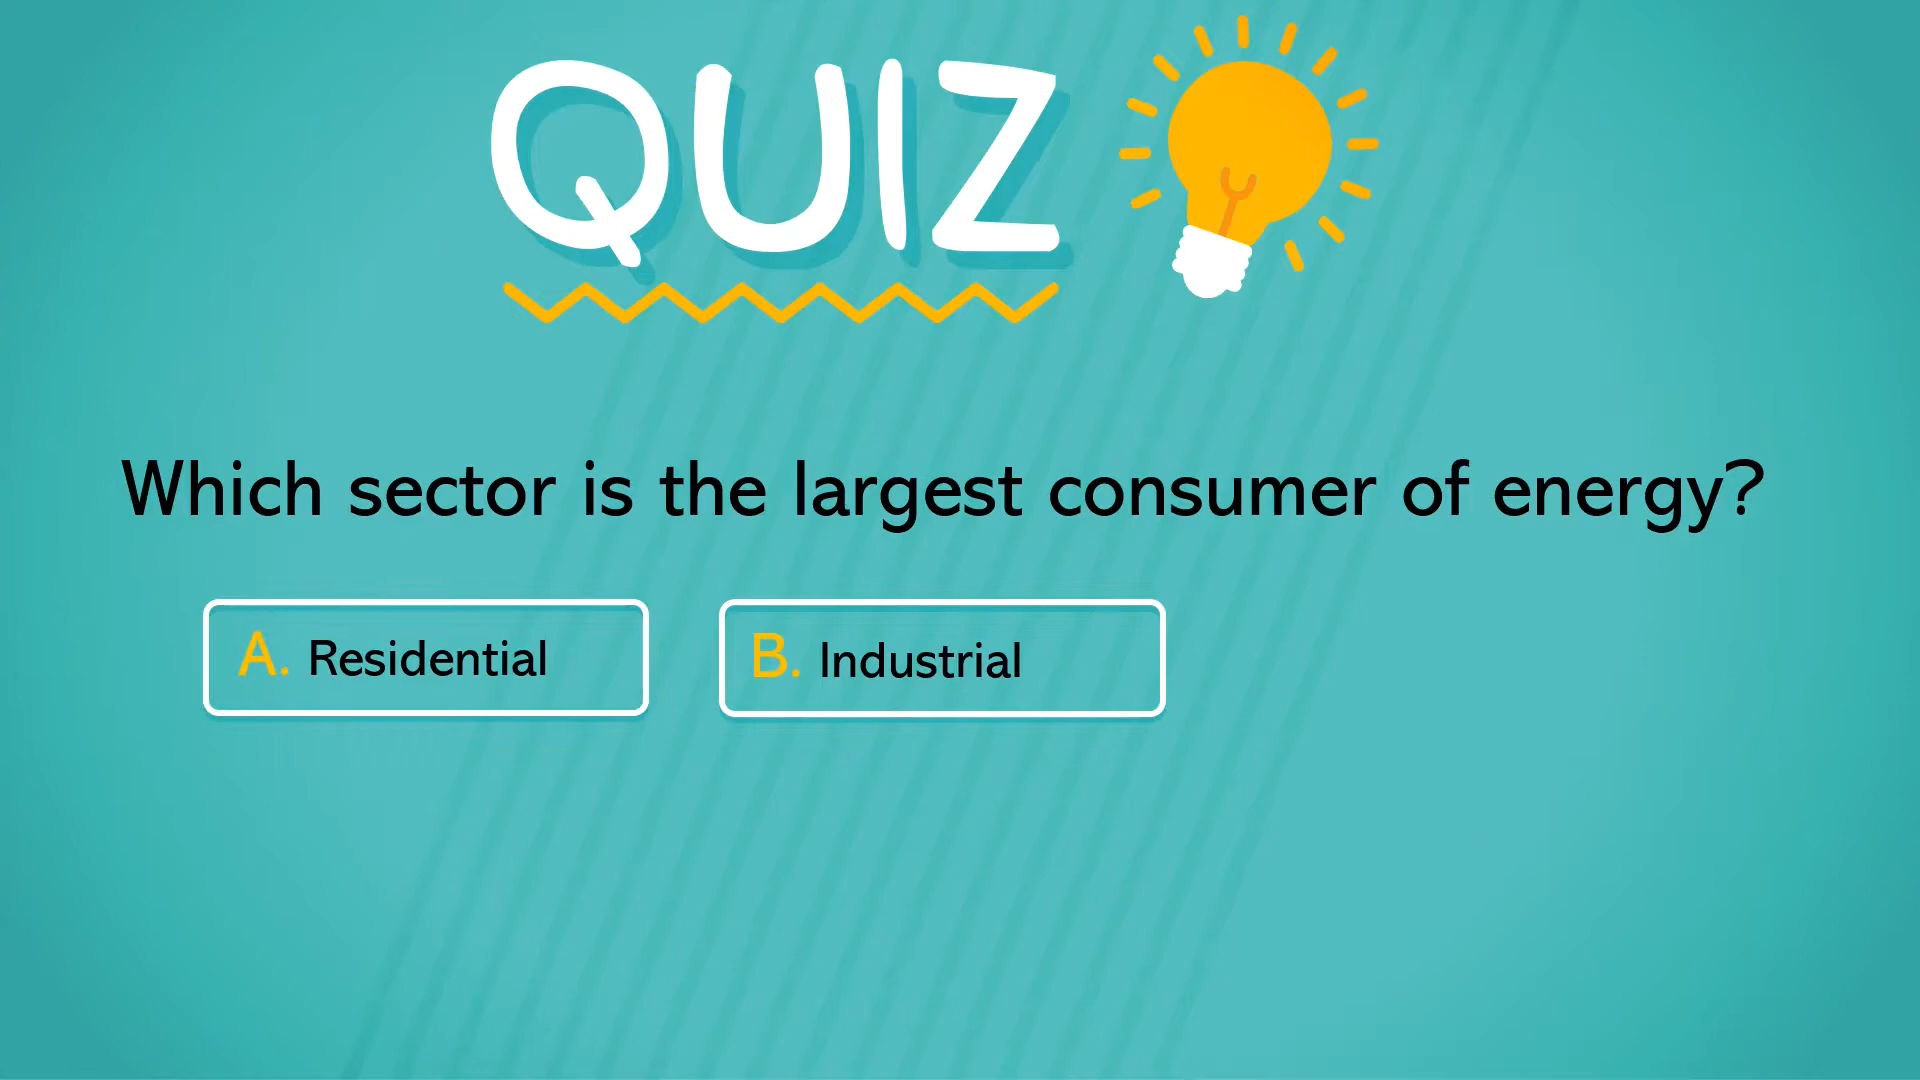 QUIZ
Which sector is the largest consumer of energy?
A. Residential
B. Industrial